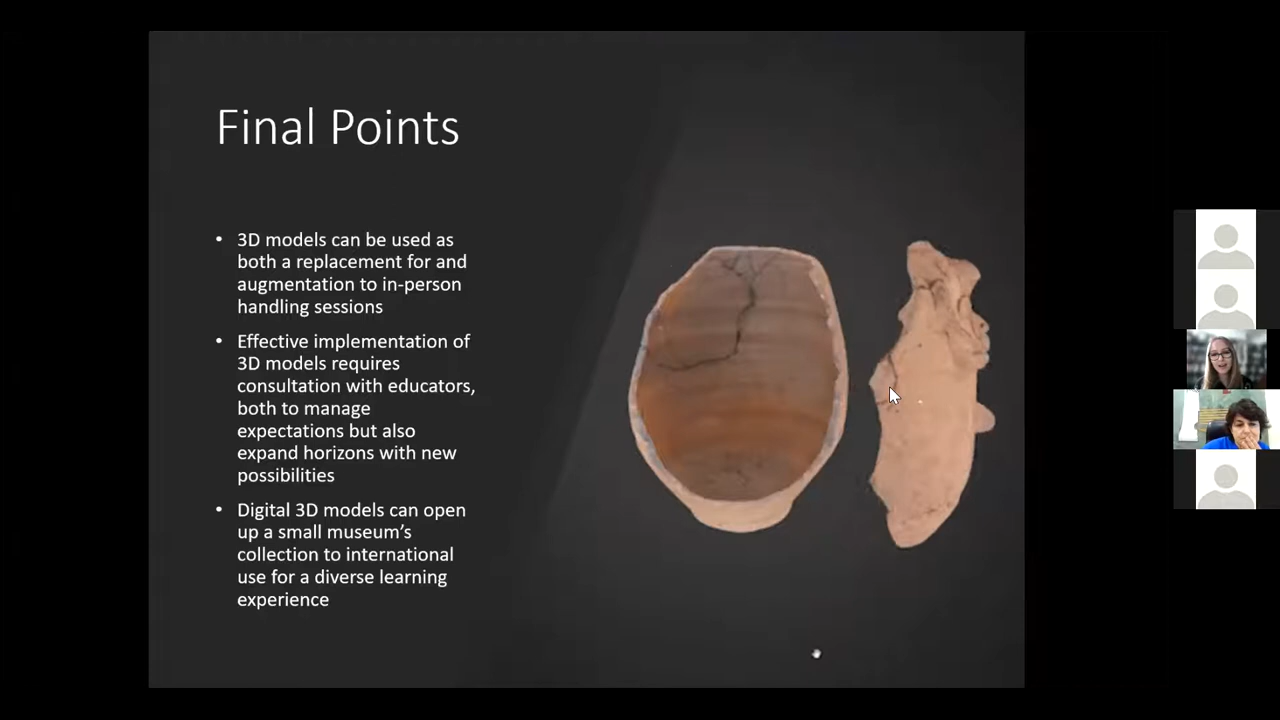 Final Points
• 3D models can be used as
both a replacement for and
augmentation to in-person
handling sessions
• Effective implementation of
3D models requires
consultation with educators,
both to manage
expectations but also
expand horizons with new
possibilities
• Digital 3D models can open
up a small museum’s
collection to international
use for a diverse learning
experience